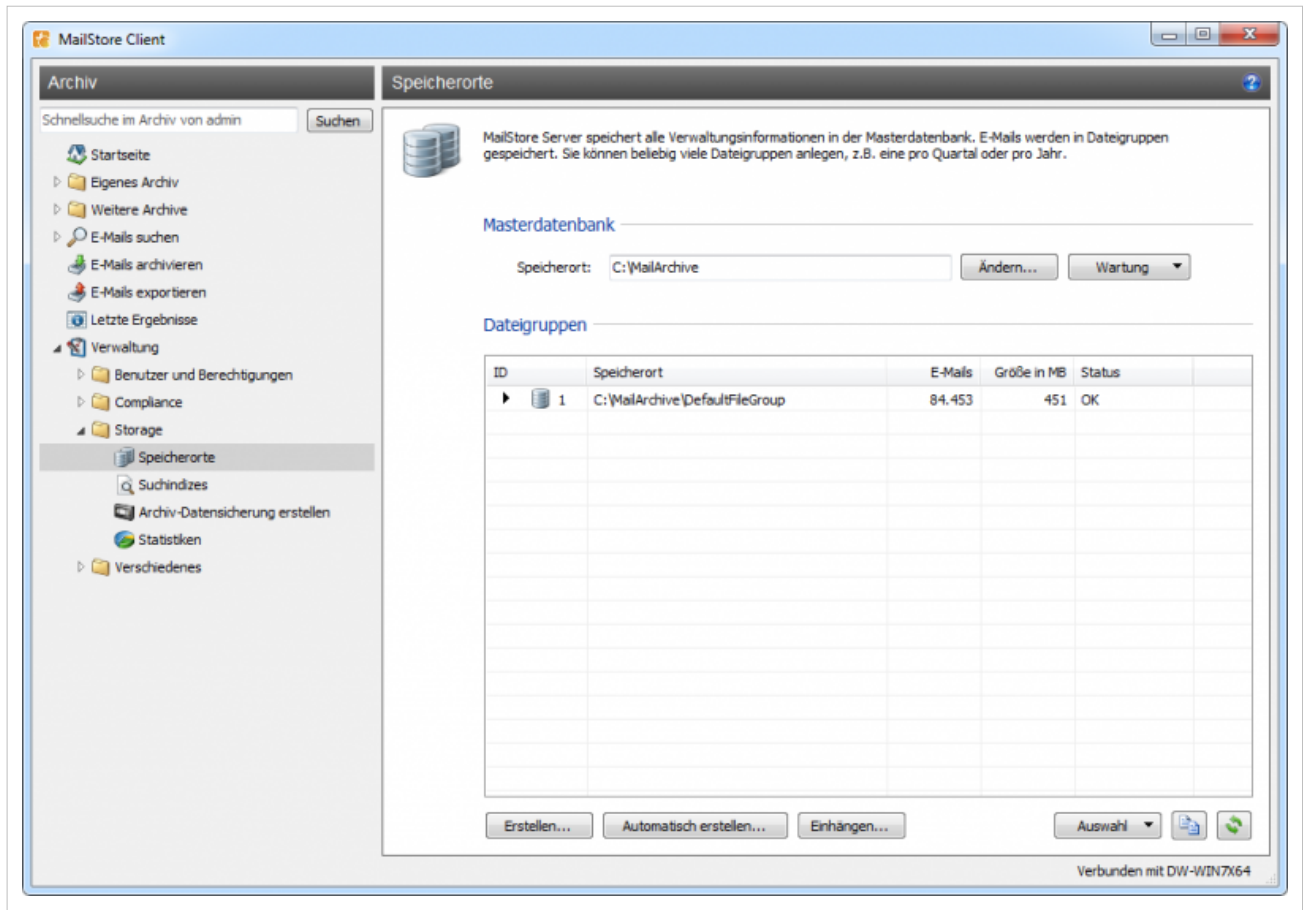 MailStore Client
Archiv
Schnellsuche im Archiv von admin
Suchen
Startseite
Eigenes Archiv
Weitere Archive
E-Mails suchen
E-Mails archivieren
E-Mails exportieren
Letzte Ergebnisse
Verwaltung
Benutzer und Berechtigungen
Compliance
Storage
Speicherorte
Suchindizes
Archiv-Datensicherung erstellen
Statistiken
Verschiedenes
Speicherorte
MailStore Server speichert alle Verwaltungsinformationen in der Masterdatenbank. E-Mails werden in Dateigruppen
gespeichert. Sie können beliebig viele Dateigruppen anlegen, z.B. eine pro Quartal oder pro Jahr.
Masterdatenbank
Speicherort: C:\MailArchive Ändern... Wartung
Dateigruppen
ID Speicherort E-Mails Größe in MB Status
1 C:\MailArchive\DefaultFileGroup 84.453 451 OK
Erstellen... Automatisch erstellen... Einhängen... Auswahl
Verbunden mit DW-WIN7X64